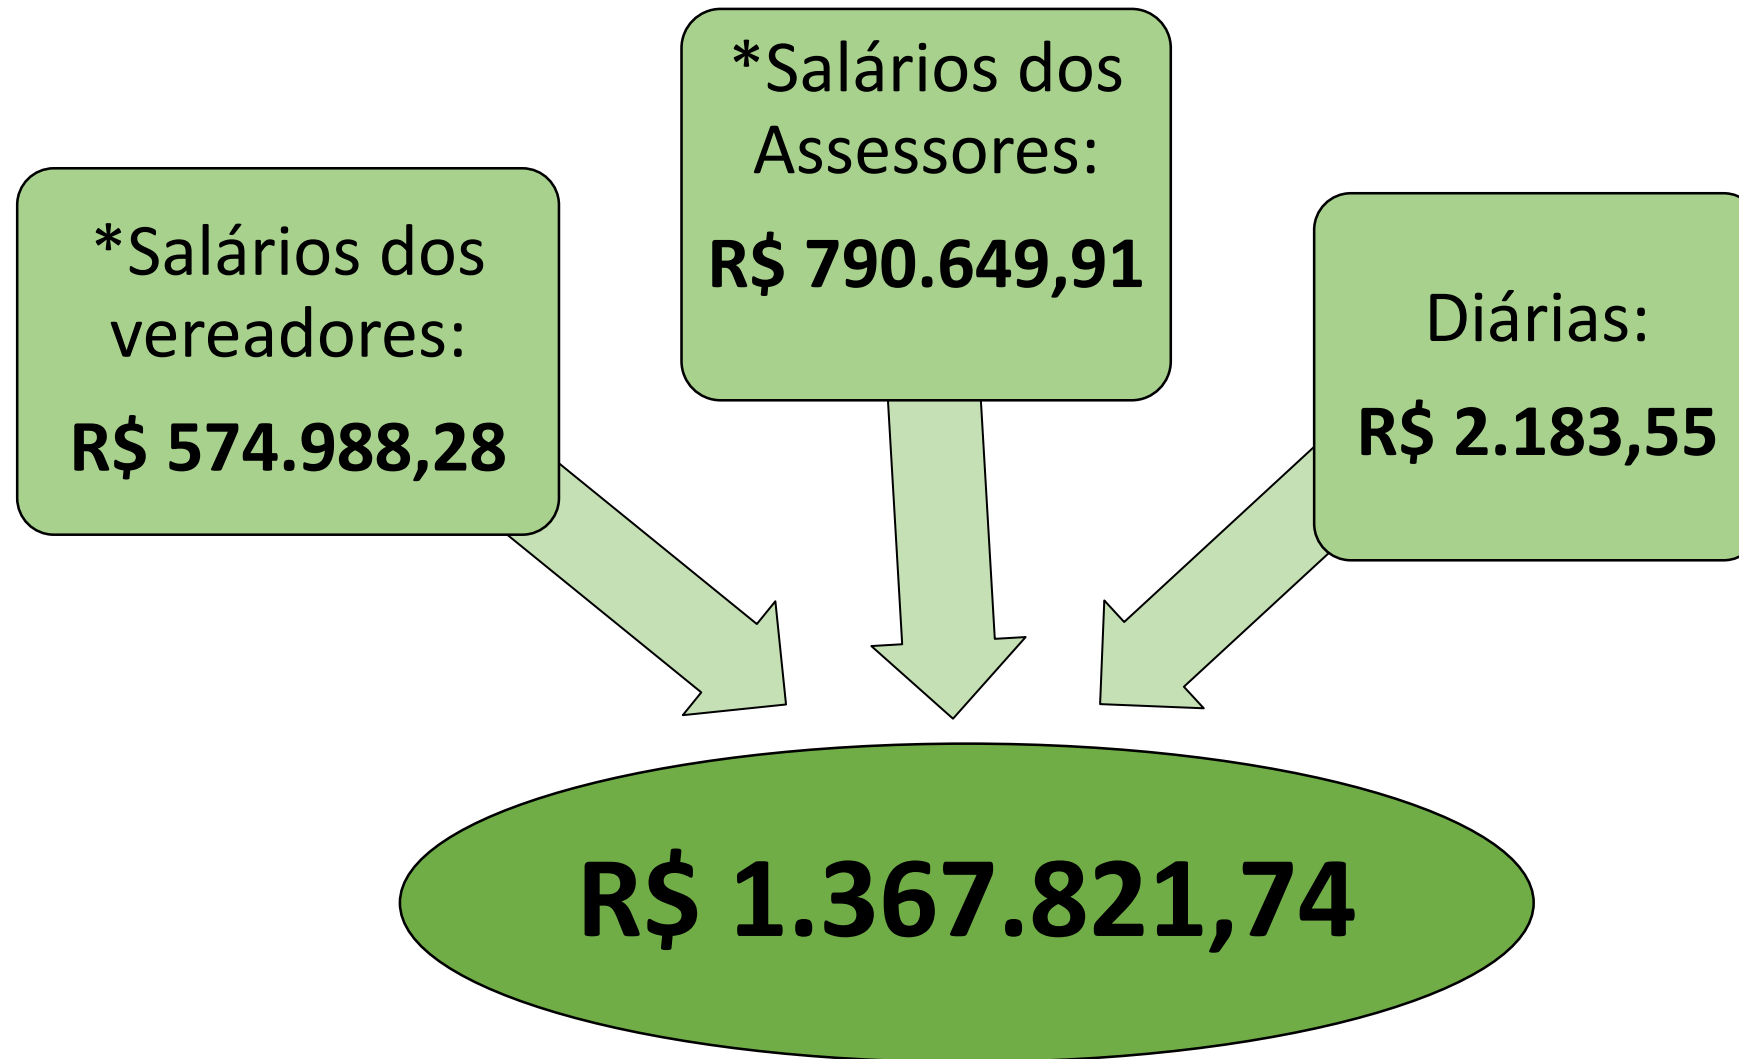 *Salários dos
vereadores:
R$ 574.988,28
*Salários dos
Assessores:
R$ 790.649,91
Diárias:
R$ 2.183,55
R$ 1.367.821,74